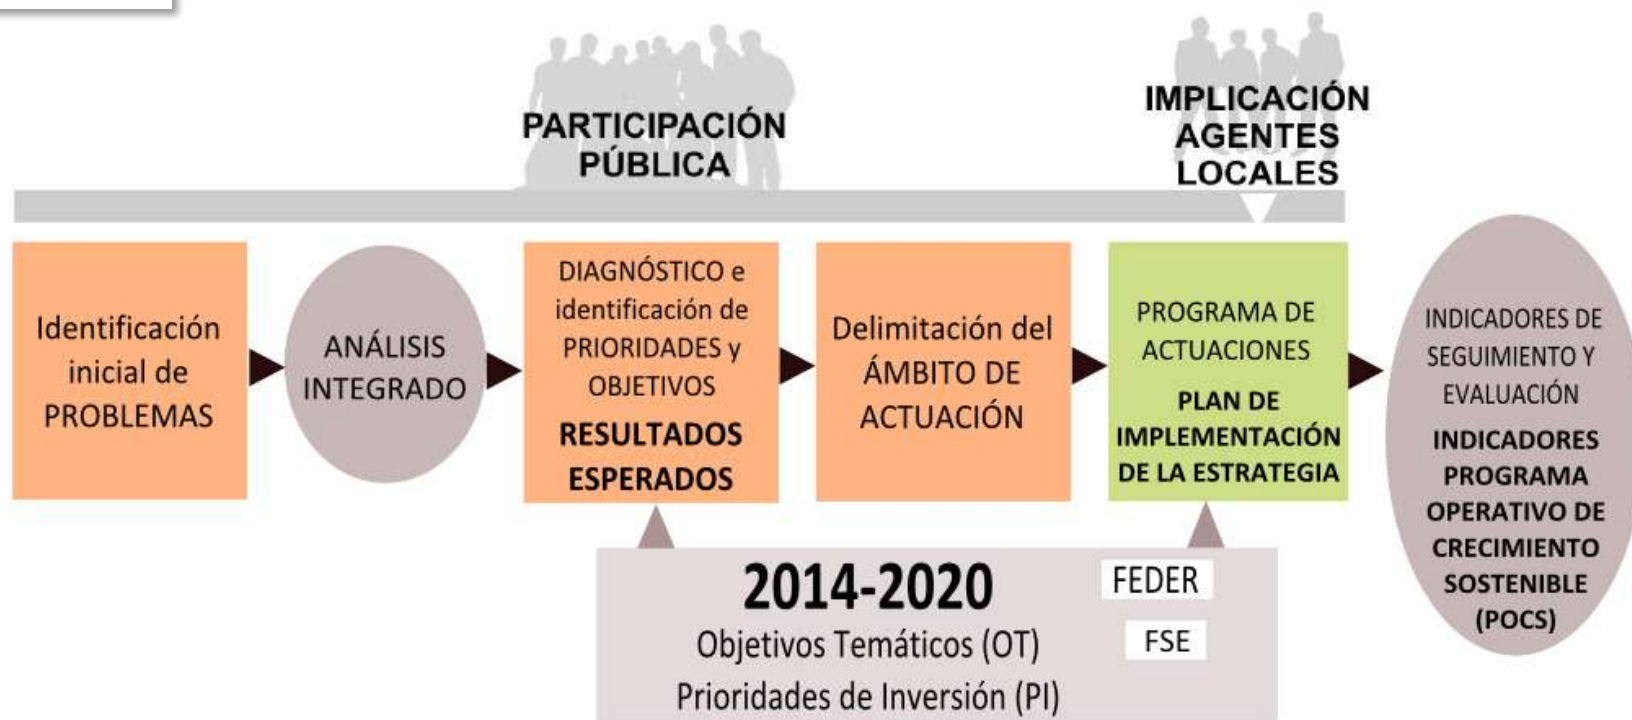 PARTICIPACIÓN
PÚBLICA
IMPLICACIÓN
AGENTES
LOCALES
Identificación
inicial de
PROBLEMAS
ANÁLISIS
INTEGRADO
DIAGNÓSTICO e
identificación de
PRIORIDADES y
OBJETIVOS
RESULTADOS
ESPERADOS
Delimitación del
ÁMBITO DE
ACTUACIÓN
PROGRAMA DE
ACTUACIONES
PLAN DE
IMPLEMENTACIÓN
DE LA ESTRATEGIA
INDICADORES DE
SEGUIMIENTO Y
EVALUACIÓN
INDICADORES
PROGRAMA
OPERATIVO DE
CRECIMIENTO
SOSTENIBLE
(POCS)
2014-2020
Objetivos Temáticos (OT)
Prioridades de Inversión (PI)
FEDER
FSE